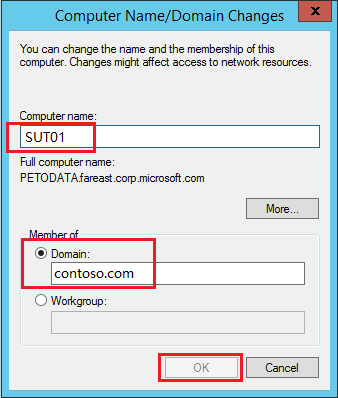 Computer Name/Domain Changes
x
You can change the name and the membership of this
computer. Changes might affect access to network resources.
Computer name:
SUT01
Full computer name:
PETODATA.fareast.corp.microsoft.com
More...
Member of
Domain:
contoso.com
Workgroup:
OK
Cancel